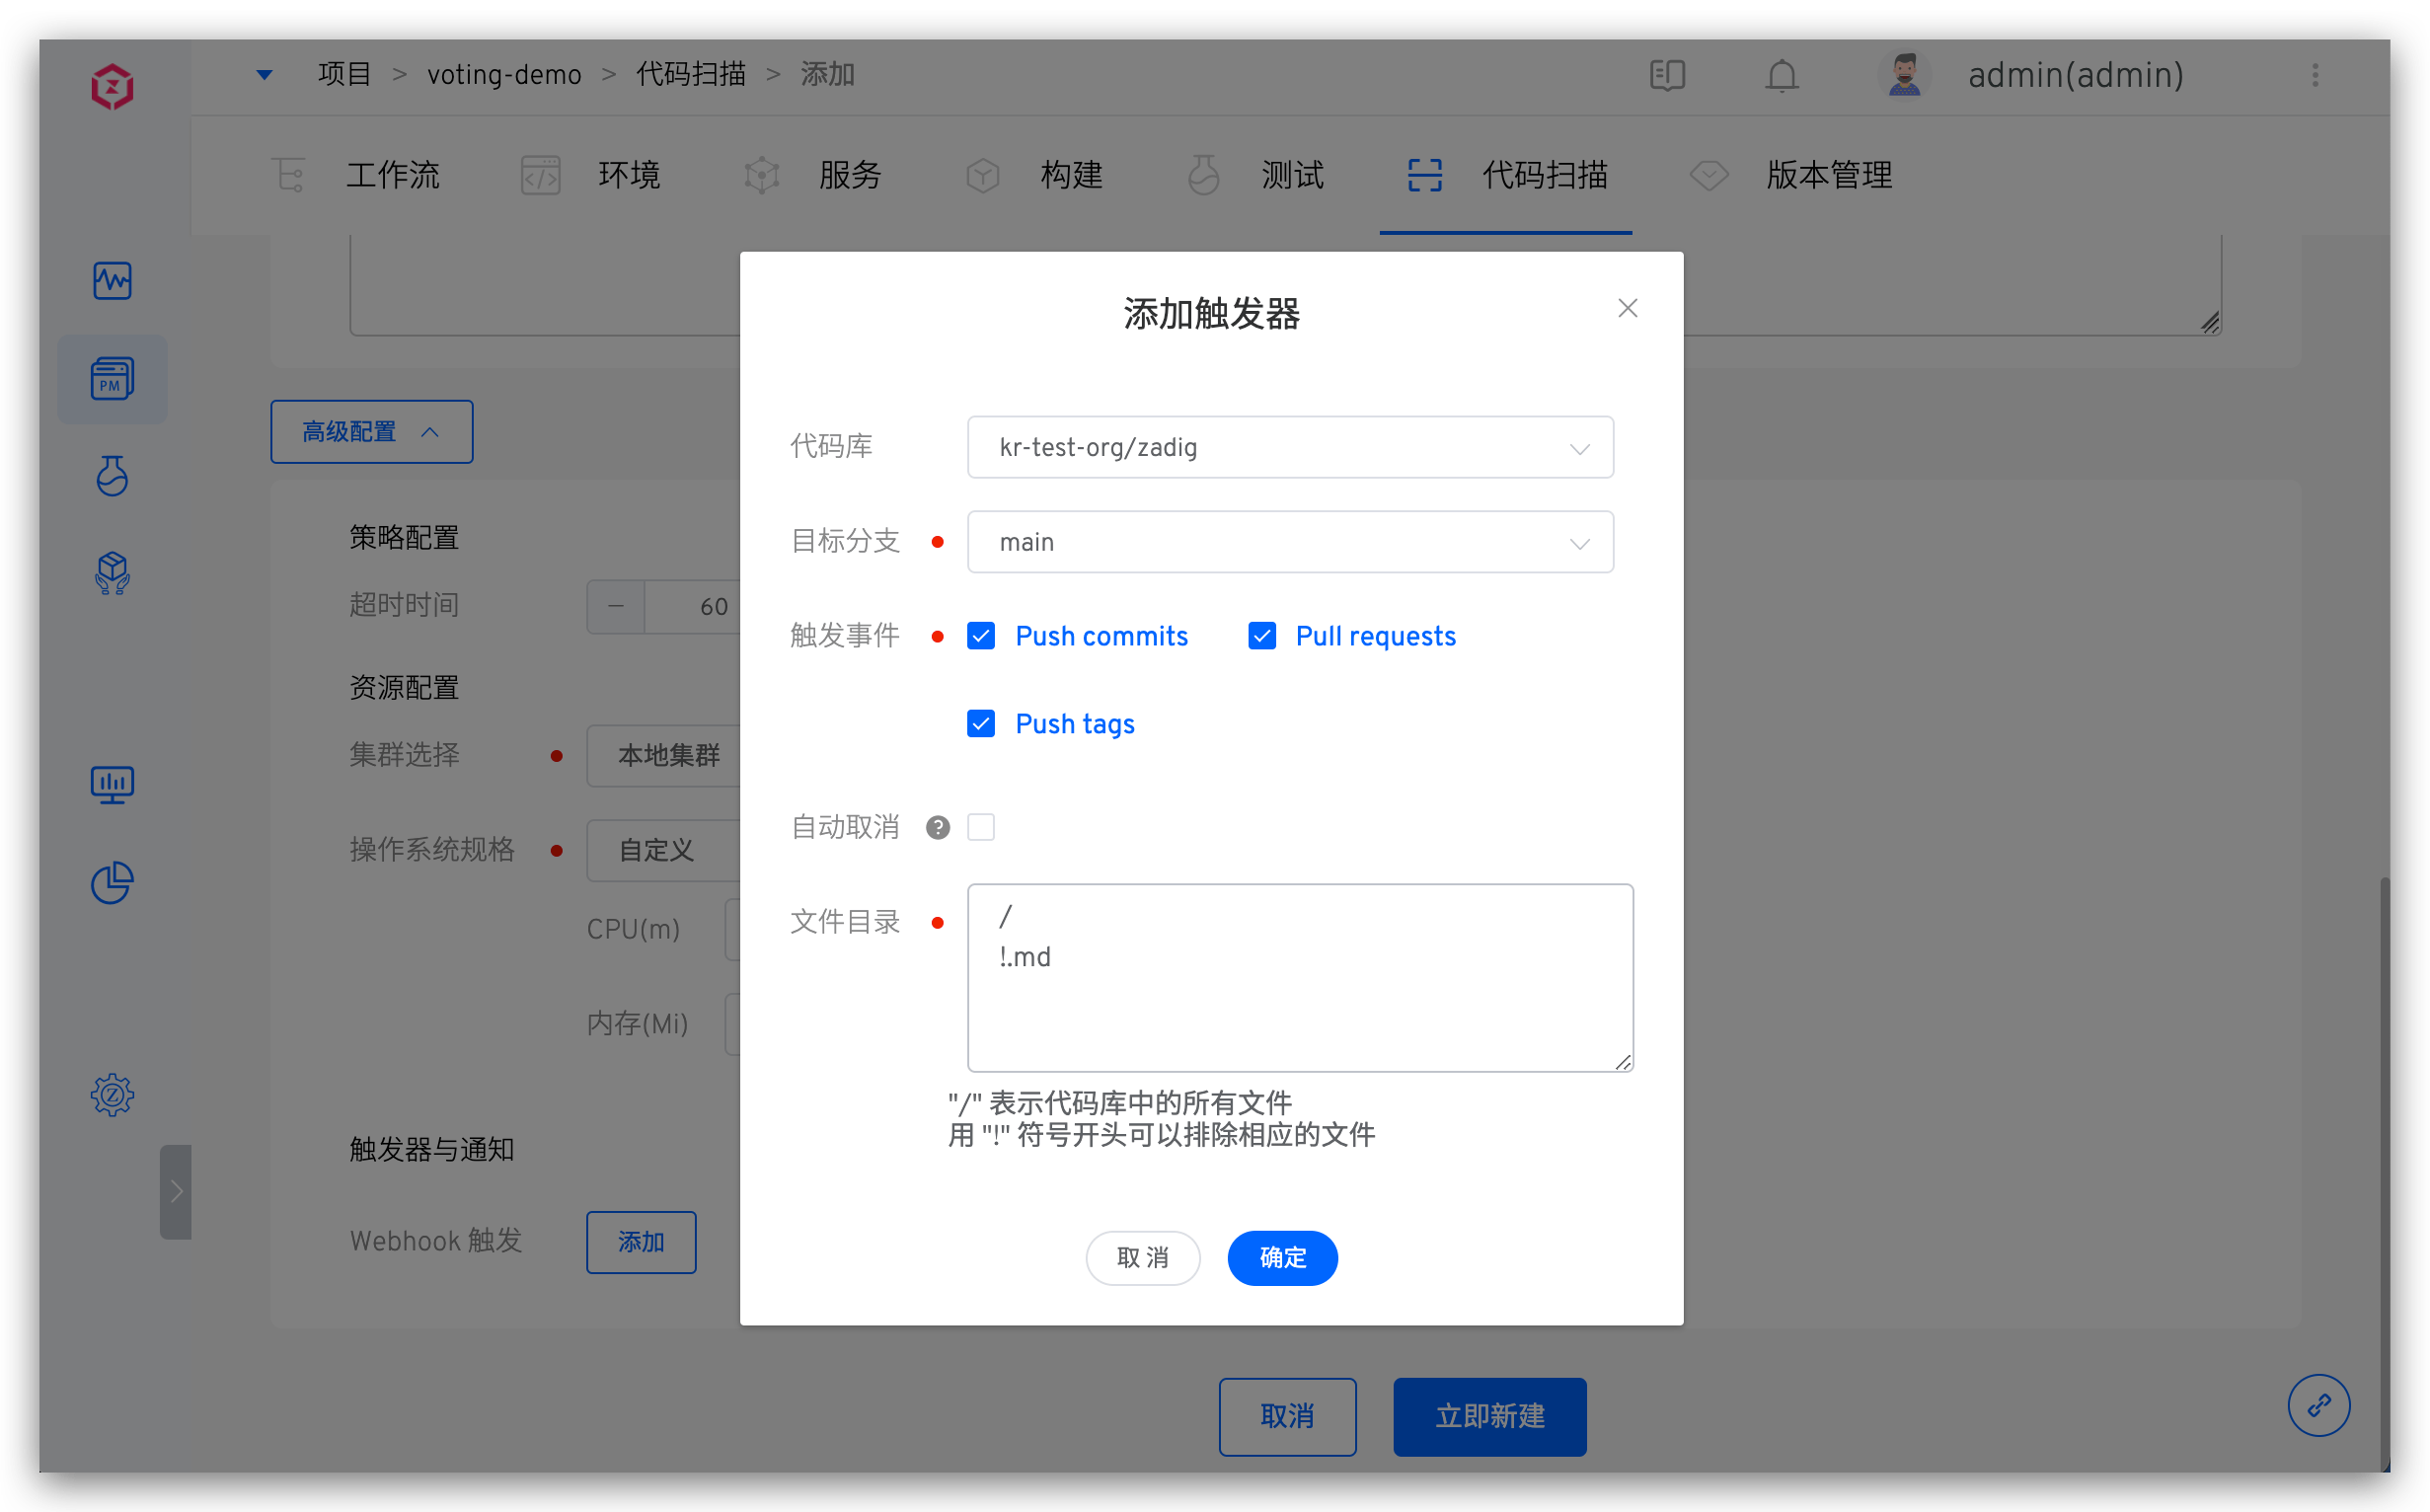 项目 > voting-demo > 代码扫描 > 添加
admin(admin)
工作流 环境 服务 构建 测试 代码扫描 版本管理
PM
高级配置
策略配置
超时时间 60
资源配置
集群选择 本地集群
操作系统规格 自定义
CPU(m)
内存(Mi)
触发器与通知
Webhook 触发 添加
添加触发器
代码库 kr-test-org/zadig
目标分支 main
触发事件 Push commits Pull requests
Push tags
自动取消 ?
文件目录 /
!.md
"/" 表示代码库中的所有文件
用 "!" 符号开头可以排除相应的文件
取 消 确定
取消 立即新建